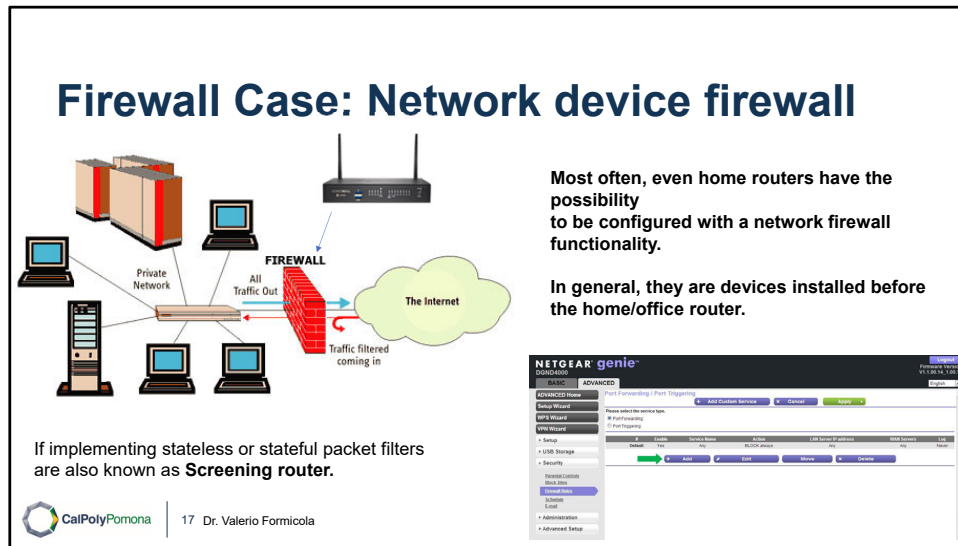 Firewall Case: Network device firewall
Most often, even home routers have the
possibility
to be configured with a network firewall
functionality.
In general, they are devices installed before
the home/office router.
FIREWALL
Private
Network
All
Traffic Out
The Internet
Traffic filtered
coming in
If implementing stateless or stateful packet filters
are also known as Screening router.
CalPolyPomona
17 Dr. Valerio Formicola
NETGEAR genie
DGND4000
Logout
Firmware Versio
BASIC ADVANCED
English
ADVANCED Home
Setup Wizard
WPS Wizard
VPN Wizard
Setup
USB Storage
Security
Parental Controls
Block Sites
Firewall Rules
Schedule
E-mail
Administration
Advanced Setup
Port Forwarding / Port Triggering
+ Add Custom Service
X Cancel
Apply
Please select the service type.
Port Forwarding
Port Triggering
# Enable Service Name Action LAN Server IP address WAN Servers Log
Default Yes Any BLOCK always Any Any Never
+ Add
Edit
Move
X Delete